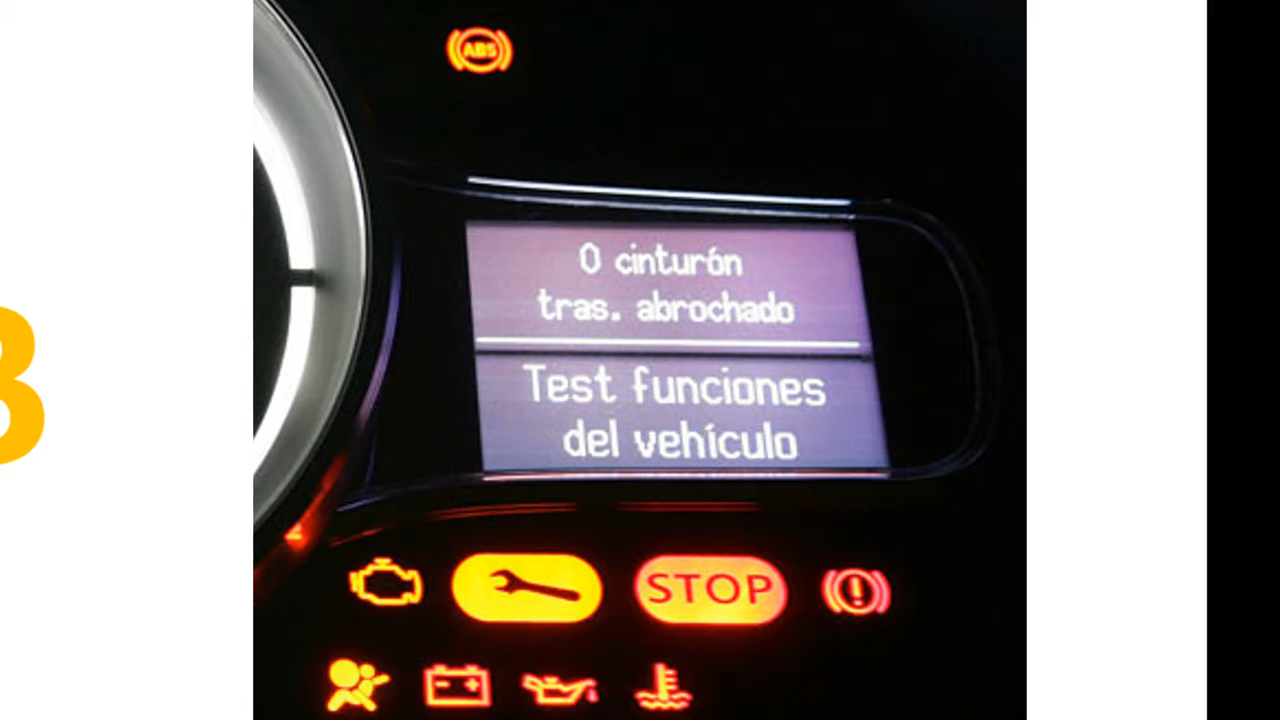 ABS
0 cinturón
tras. abrochado
Test funciones
del vehículo
STOP